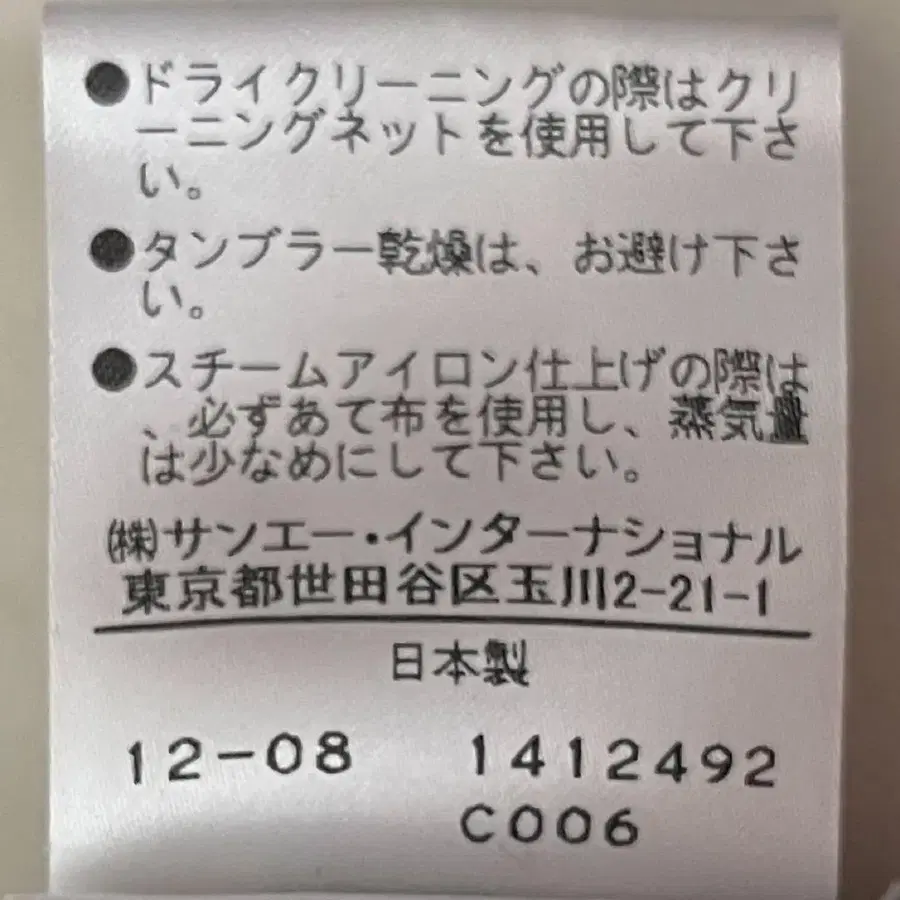 ●ドライクリーニングの際はクリ
ーニングネットを使用して下さ
い。
●タンブラー乾燥は、お避け下さ
い。
●スチームアイロン仕上げの際は
、必ずあて布を使用し、蒸気量
は少なめにして下さい。
㈱サンエー・インターナショナル
東京都世田谷区玉川2-21-1
日本製
12-08 1412492
C006